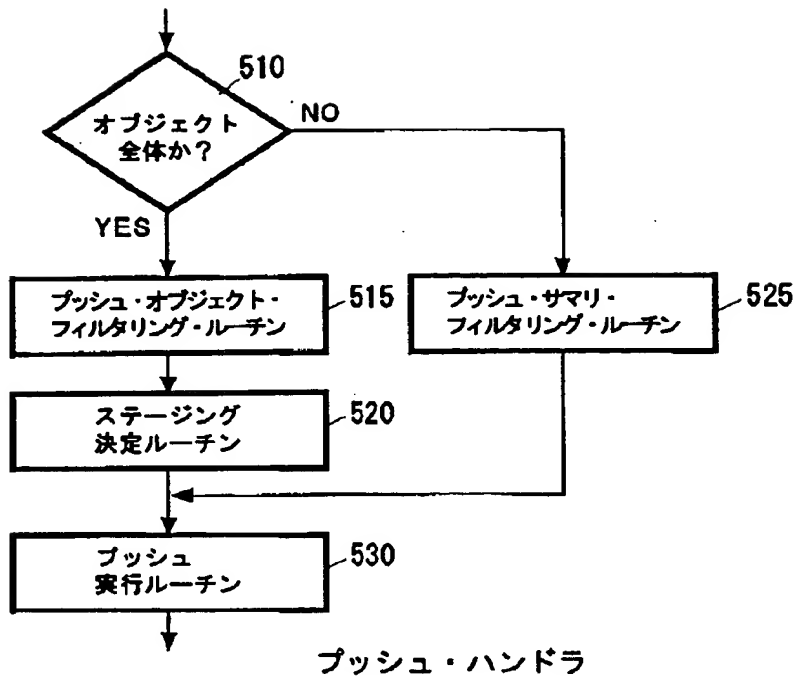 510
オブジェクト
全体か?
NO
YES
プッシュ・オブジェクト・
フィルタリング・ルーチン
515
プッシュ・サマリ・
フィルタリング・ルーチン
525
ステージング
決定ルーチン
520
プッシュ
実行ルーチン
530
プッシュ・ハンドラ